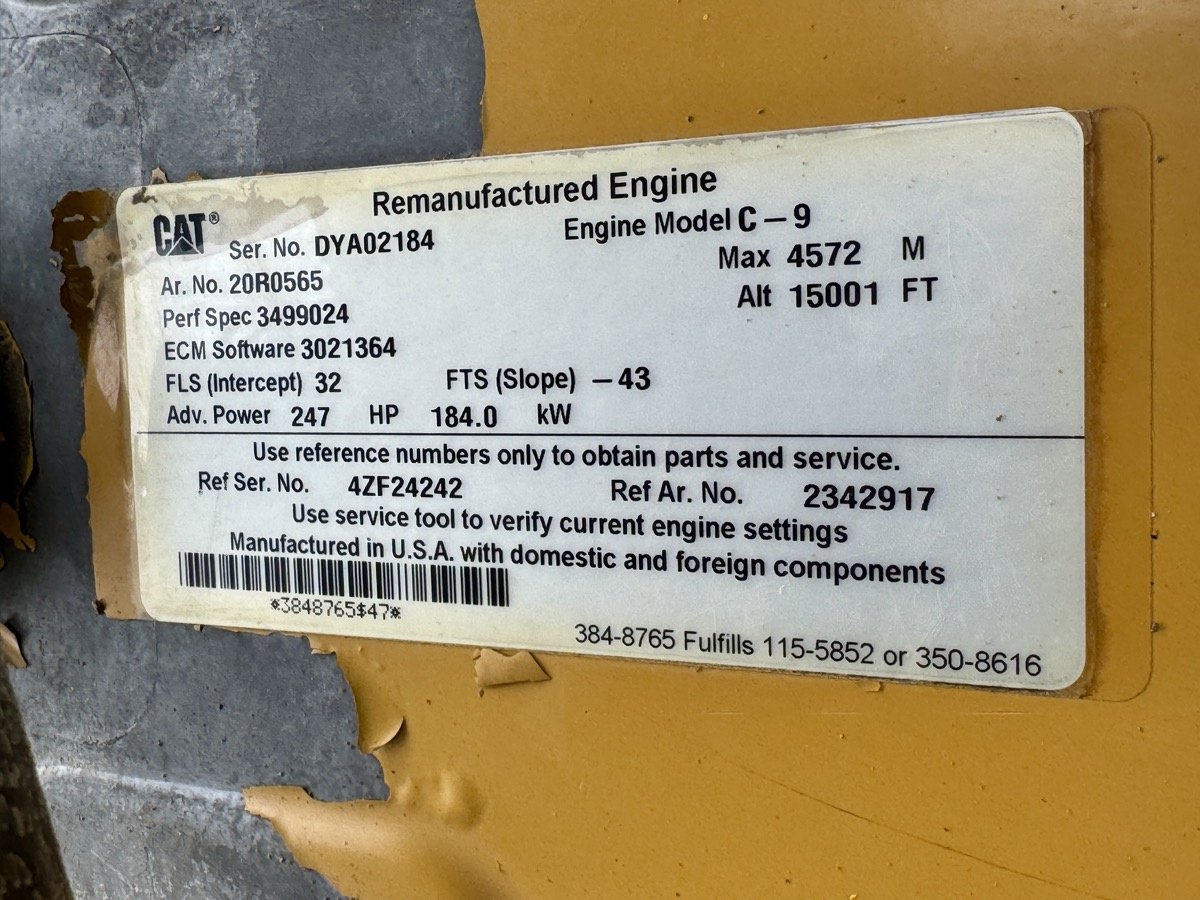 Remanufactured Engine
CAT® Ser. No. DYA02184 Engine Model C – 9
Ar. No. 20R0565 Max 4572 M
Perf Spec 3499024 Alt 15001 FT
ECM Software 3021364
FLS (Intercept) 32 FTS (Slope) – 43
Adv. Power 247 HP 184.0 kW
Use reference numbers only to obtain parts and service.
Ref Ser. No. 4ZF24242 Ref Ar. No. 2342917
Use service tool to verify current engine settings
Manufactured in U.S.A. with domestic and foreign components
*3848765$47*
384-8765 Fulfills 115-5852 or 350-8616